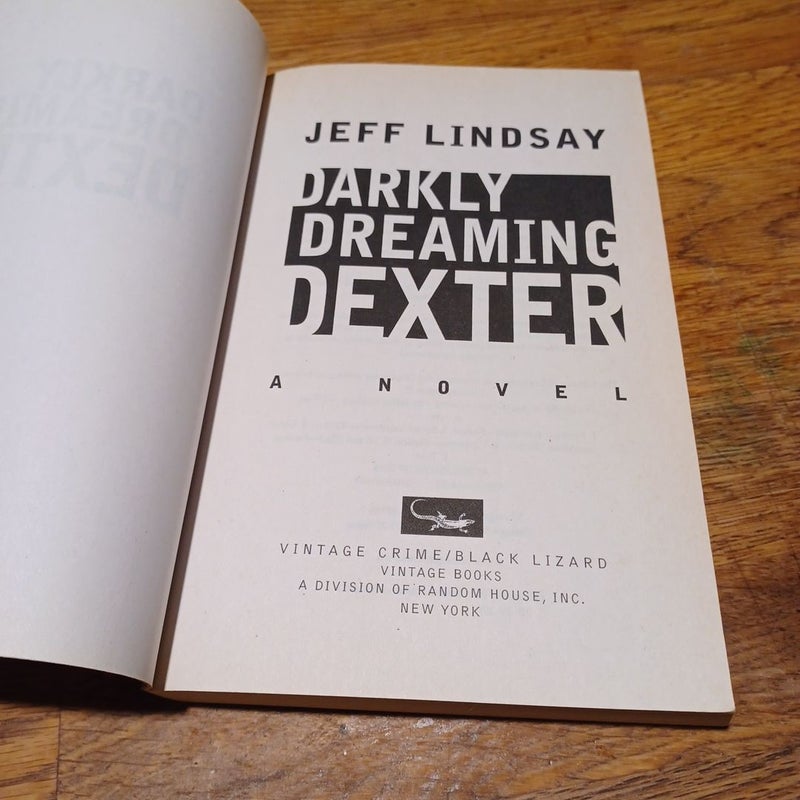 JEFF LINDSAY
DARKLY
DREAMING
DEXTER
A NOVEL
VINTAGE CRIME/BLACK LIZARD
VINTAGE BOOKS
A DIVISION OF RANDOM HOUSE, INC.
NEW YORK